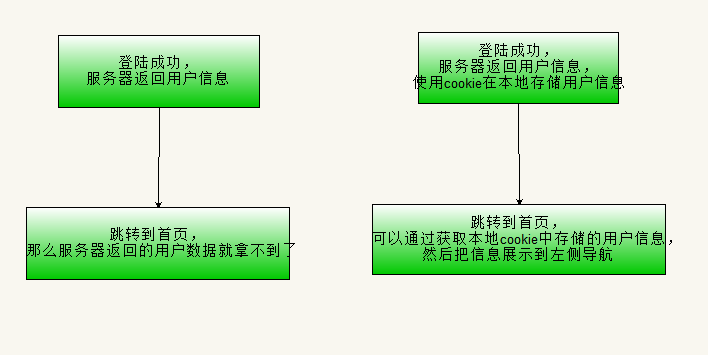 登陆成功，
服务器返回用户信息
跳转到首页，
那么服务器返回的用户数据就拿不到了
登陆成功，
服务器返回用户信息，
使用cookie在本地存储用户信息
跳转到首页，
可以通过获取本地cookie中存储的用户信息，
然后把信息展示到左侧导航